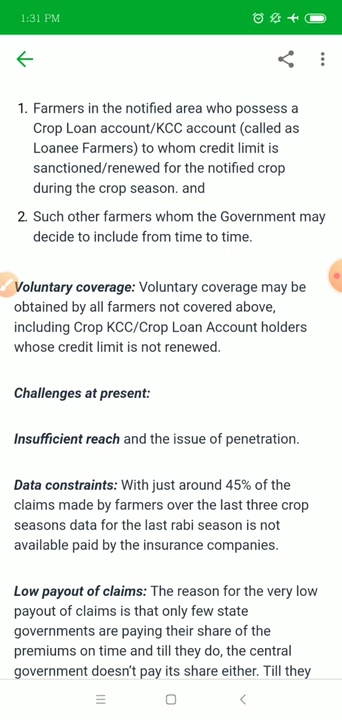 1:31 PM
1. Farmers in the notified area who possess a
Crop Loan account/KCC account (called as
Loanee Farmers) to whom credit limit is
sanctioned/renewed for the notified crop
during the crop season. and
2. Such other farmers whom the Government may
decide to include from time to time.
Voluntary coverage: Voluntary coverage may be
obtained by all farmers not covered above,
including Crop KCC/Crop Loan Account holders
whose credit limit is not renewed.
Challenges at present:
Insufficient reach and the issue of penetration.
Data constraints: With just around 45% of the
claims made by farmers over the last three crop
seasons data for the last rabi season is not
available paid by the insurance companies.
Low payout of claims: The reason for the very low
payout of claims is that only few state
governments are paying their share of the
premiums on time and till they do, the central
government doesn't pay its share either. Till they